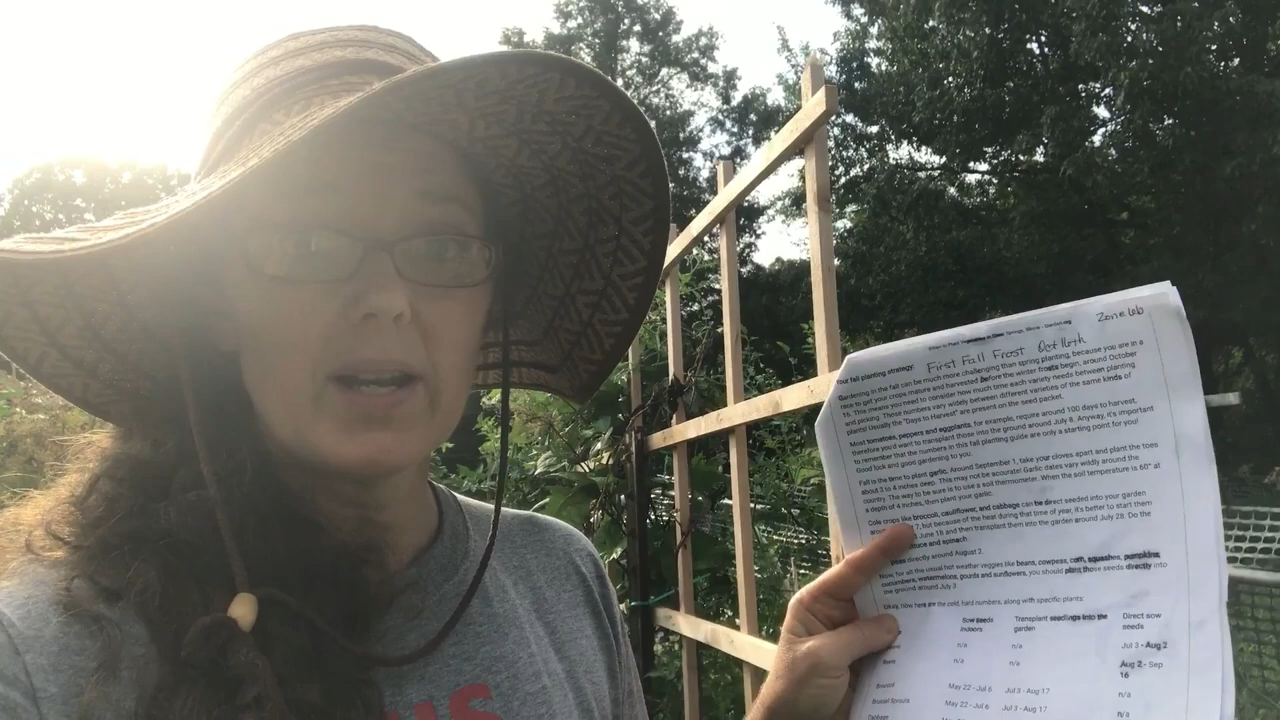 When to Plant Vegetables in Springs, - Garden.org
Zone 6b
Your fall planting strategy: First Fall Frost Oct 16th
Gardening in the fall can be much more challenging than spring planting, because you are in a
race to get your crops mature and harvested before the winter frosts begin, around October
16. This means you need to consider how much time each variety needs between planting
and picking. Those numbers vary widely between different varieties of the same kinds of
plants! Usually the "Days to Harvest" are present on the seed packet.
Most tomatoes, peppers and eggplants, for example, require around 100 days to harvest,
therefore you'd want to transplant those into the ground around July 8. Anyway, it's important
to remember that the numbers in this fall planting guide are only a starting point for you!
Good luck and good gardening to you.
Fall is the time to plant garlic. Around September 1, take your cloves apart and plant the toes
about 3 to 4 inches deep. This may not be accurate! Garlic dates vary widely around the
country. The way to be sure is to use a soil thermometer. When the soil temperature is 60° at
a depth of 4 inches, then plant your garlic.
Cole crops like broccoli, cauliflower, and cabbage can be direct seeded into your garden
7, but because of the heat during that time of year, it's better to start them
June 18 and then transplant them into the garden around July 28. Do the
and spinach
peas directly around August 2.
Now, for all the usual hot weather veggies like beans, cowpeas, corn, squashes, pumpkins,
cucumbers, watermelons, gourds and sunflowers, you should plant those seeds directly into
the ground around July 3
Okay, now here are the cold, hard numbers, along with specific plants:
Sow seeds indoors Transplant seedlings into the garden Direct sow seeds
n/a n/a Jul 3 - Aug 2
n/a n/a Aug 2 - Sep 16
Broccoli May 22 - Jul 6 Jul 3 - Aug 17 n/a
Brussel Sprouts May 22 - Jul 6 Jul 3 - Aug 17 n/a
Cabbage
US